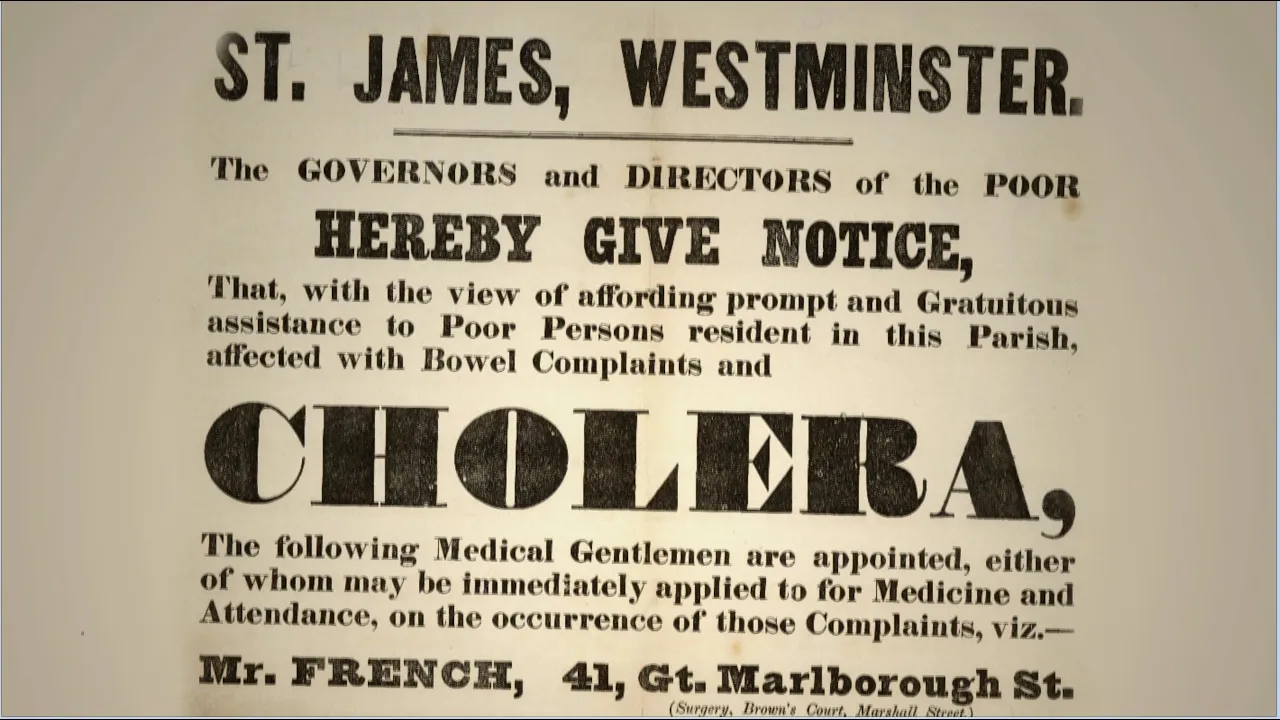 ST. JAMES, WESTMINSTER.
The GOVERNORS and DIRECTORS of the POOR
HEREBY GIVE NOTICE,
That, with the view of affording prompt and Gratuitous
assistance to Poor Persons resident in this Parish,
affected with Bowel Complaints and
CHOLERA,
The following Medical Gentlemen are appointed, either
of whom may be immediately applied to for Medicine and
Attendance, on the occurrence of those Complaints, viz.—
Mr. FRENCH, 41, Gt. Marlborough St.
(Surgery, Brown's Court, Marshall Street.)